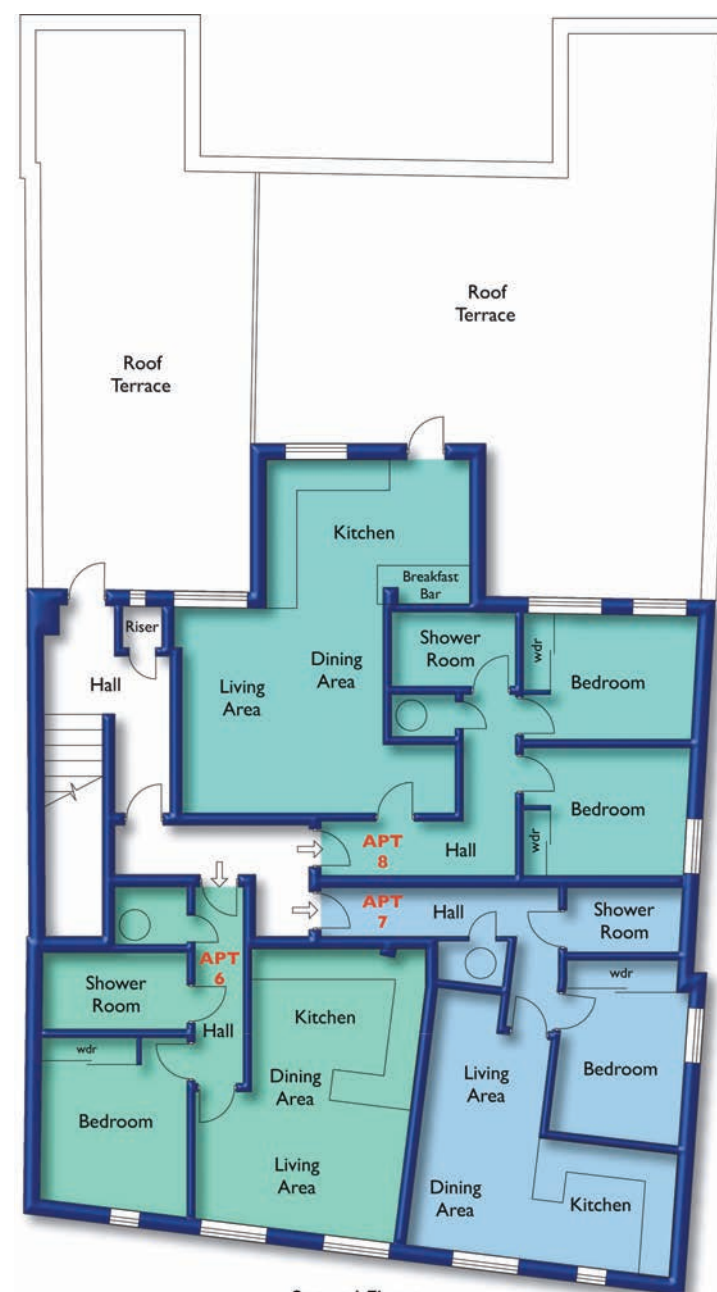 Roof
Terrace
Roof
Terrace
Kitchen
Breakfast
Bar
Riser
Shower
Room
wdr
Bedroom
Hall
Living
Area
Dining
Area
Bedroom
wdr
APT
8
Hall
APT
7
Hall
Shower
Room
APT
6
wdr
Shower
Room
Hall
Kitchen
wdr
Bedroom
Dining
Area
Living
Area
Bedroom
Living
Area
Dining
Area
Kitchen